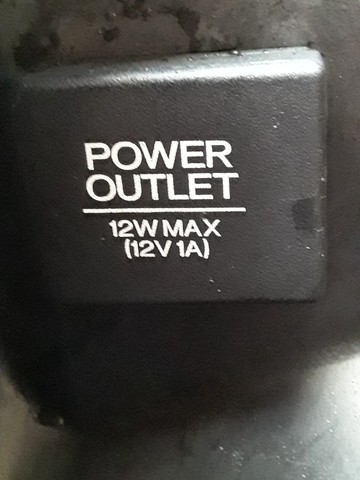 POWER
OUTLET
12W MAX
(12V 1A)